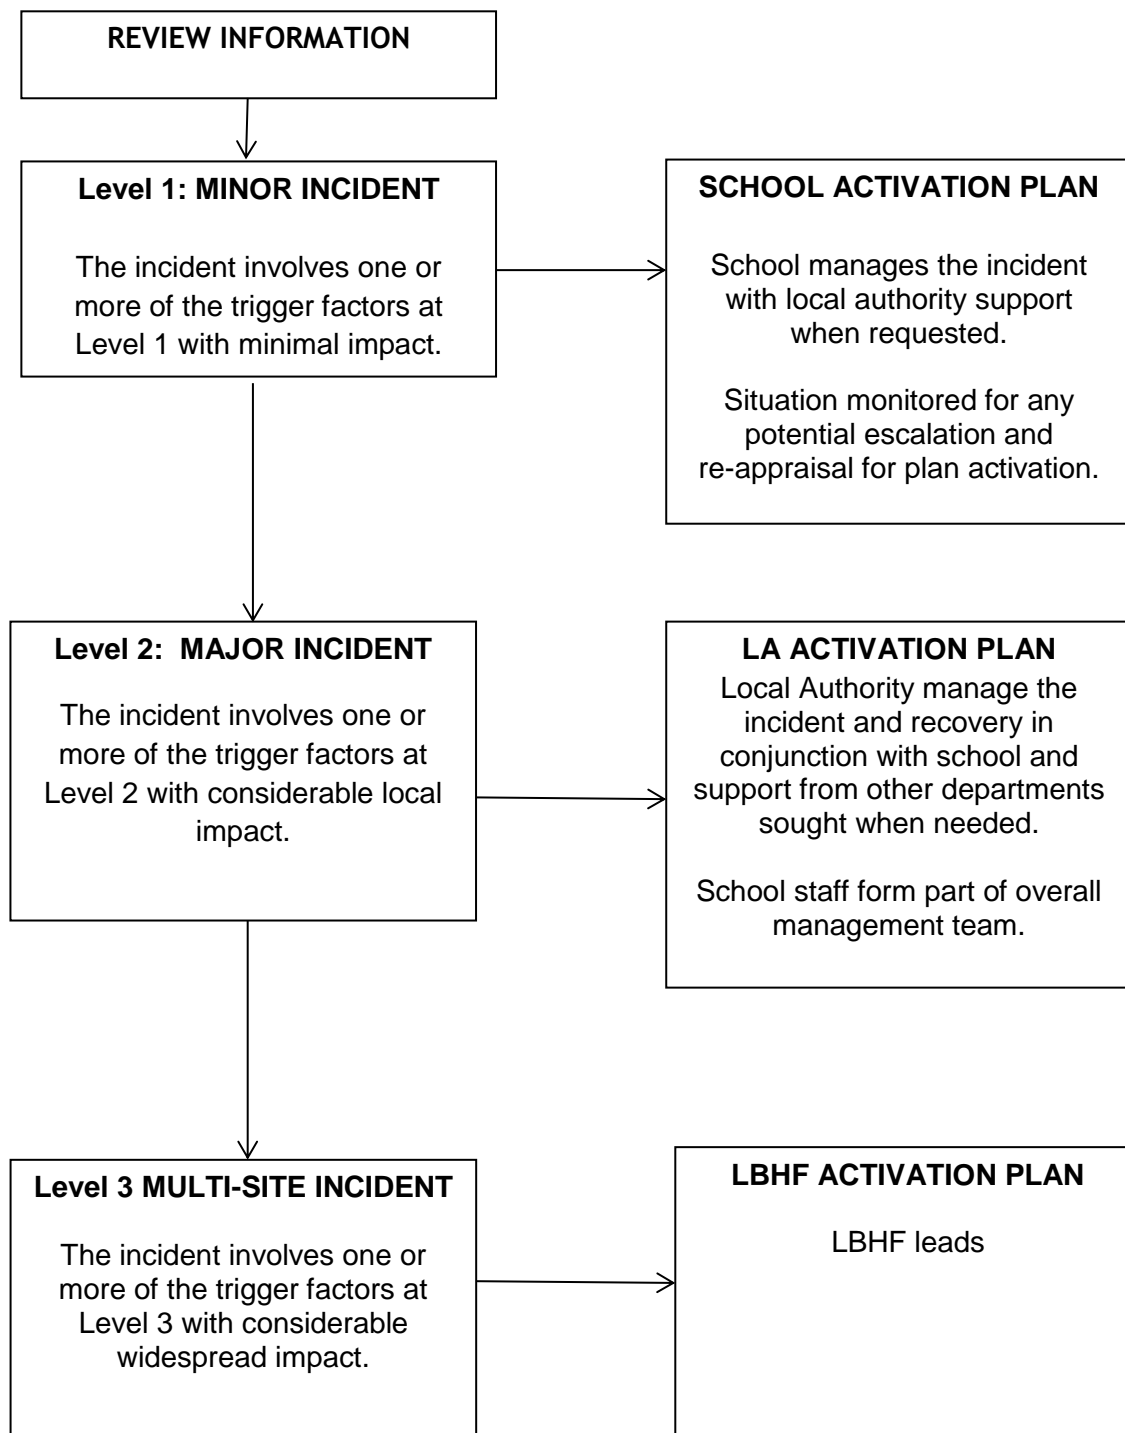 REVIEW INFORMATION
Level 1: MINOR INCIDENT
The incident involves one or
more of the trigger factors at
Level 1 with minimal impact.
SCHOOL ACTIVATION PLAN
School manages the incident
with local authority support
when requested.
Situation monitored for any
potential escalation and
re-appraisal for plan activation.
Level 2: MAJOR INCIDENT
The incident involves one or
more of the trigger factors at
Level 2 with considerable local
impact.
LA ACTIVATION PLAN
Local Authority manage the
incident and recovery in
conjunction with school and
support from other departments
sought when needed.
School staff form part of overall
management team.
Level 3 MULTI-SITE INCIDENT
The incident involves one or
more of the trigger factors at
Level 3 with considerable
widespread impact.
LBHF ACTIVATION PLAN
LBHF leads